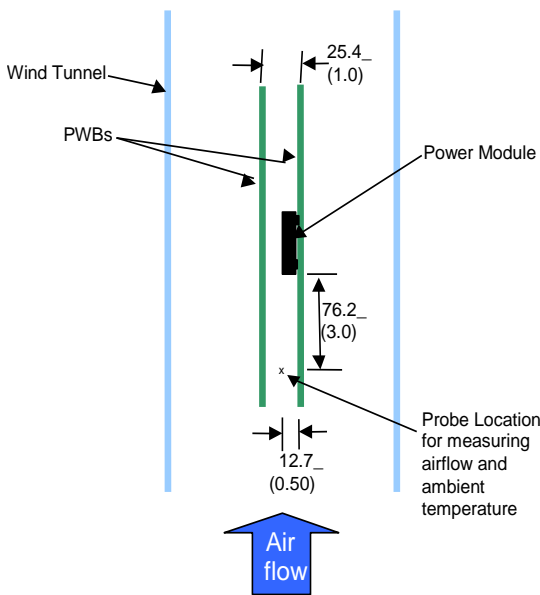 25.4_
(1.0)
Wind Tunnel
PWBs
Power Module
76.2_
(3.0)
x
Probe Location
for measuring
airflow and
ambient
temperature
12.7_
(0.50)
Air
flow